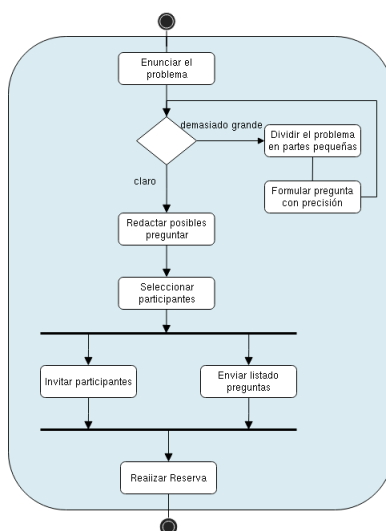 Enunciar el
problema
demasiado grande
Dividir el problema
en partes pequeñas
claro
Formular pregunta
con precisión
Redactar posibles
preguntar
Seleccionar
participantes
Invitar participantes
Enviar listado
preguntas
Reaiizar Reserva